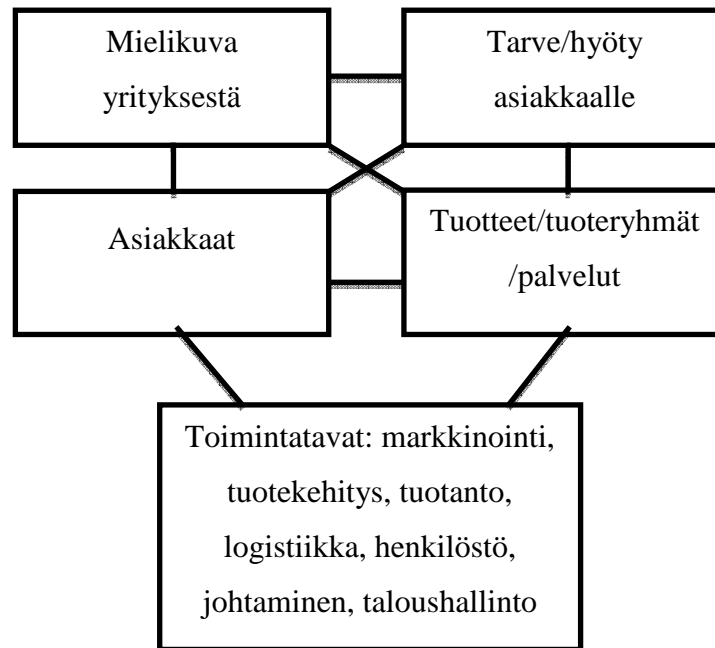 Mielikuva
yrityksestä
Tarve/hyöty
asiakkaalle
Asiakkaat
Tuotteet/tuoteryhmät
/palvelut
Toimintatavat: markkinointi,
tuotekehitys, tuotanto,
logistiikka, henkilöstö,
johtaminen, taloushallinto